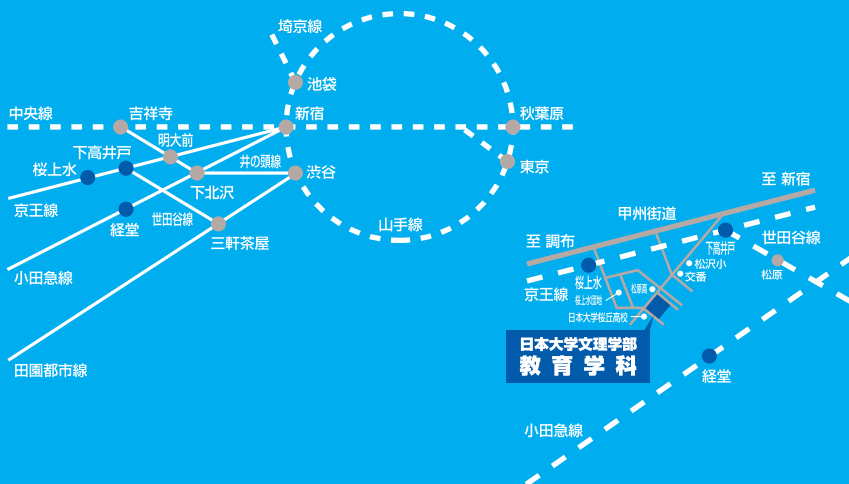 埼京線
池袋
中央線
吉祥寺
新宿
秋葉原
明大前
下高井戸
井の頭線
桜上水
下北沢
渋谷
東京
京王線
経堂
世田谷線
山手線
三軒茶屋
小田急線
田園都市線
至 新宿
甲州街道
至 調布
下高井戸
世田谷線
松沢小
交番
松原
京王線
桜上水
松原高
桜上水団地
日本大学桜丘高校
日本大学文理学部
教育学科
経堂
小田急線